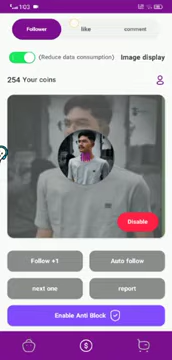 1:03
Follower
like
comment
(Reduce data consumption)
Image display
254 Your coins
Disable
Follow +1
Auto follow
next one
report
Enable Anti Block